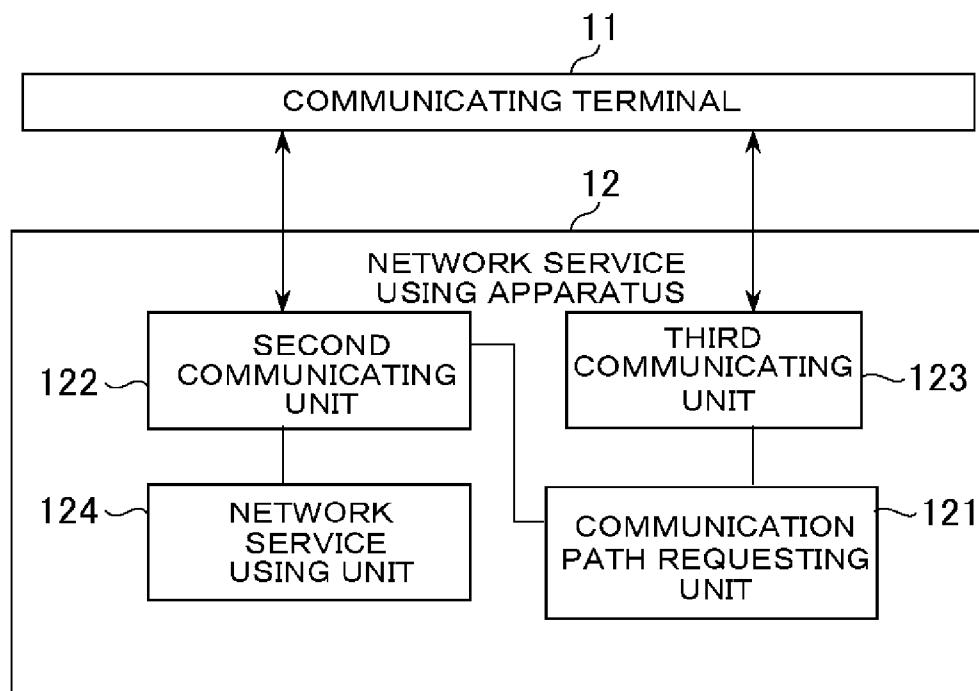 11
COMMUNICATING TERMINAL
12
NETWORK SERVICE
USING APPARATUS
SECOND
COMMUNICATING
UNIT
122
THIRD
COMMUNICATING
UNIT
123
124
NETWORK
SERVICE
USING UNIT
COMMUNICATION
PATH REQUESTING
UNIT
121